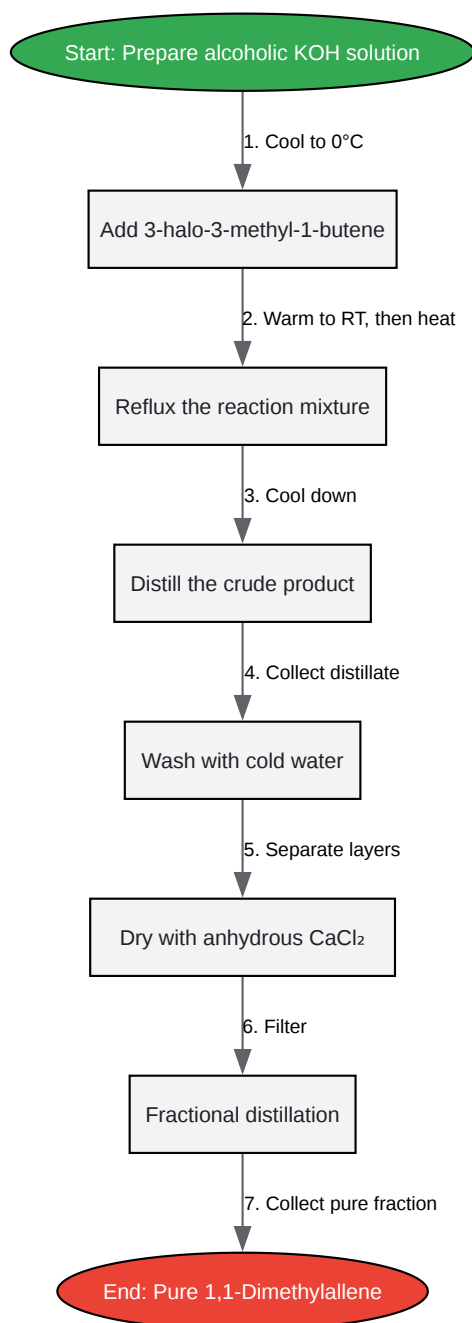 Start: Prepare alcoholic KOH solution
1. Cool to 0°C
Add 3-halo-3-methyl-1-butene
2. Warm to RT, then heat
Reflux the reaction mixture
3. Cool down
Distill the crude product
4. Collect distillate
Wash with cold water
5. Separate layers
Dry with anhydrous CaCl₂
6. Filter
Fractional distillation
7. Collect pure fraction
End: Pure 1,1-Dimethylallene